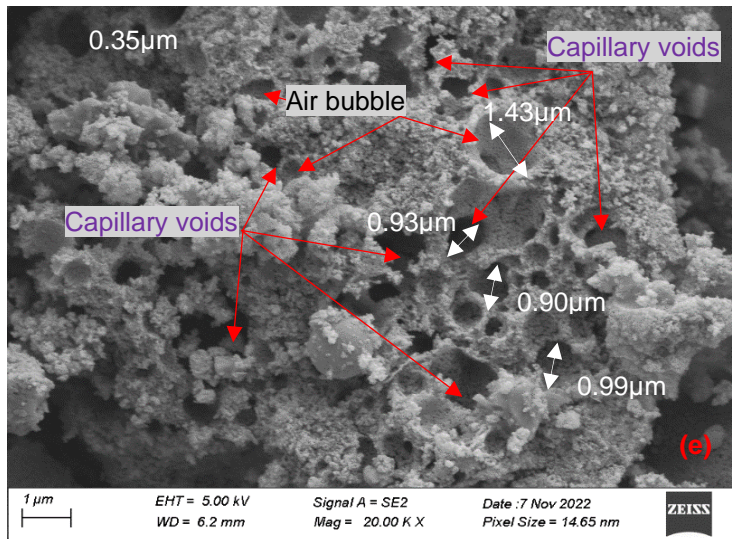 0.35µm
Capillary voids
Air bubble
1.43µm
Capillary voids
0.93µm
0.90µm
0.99µm
(e)
1 µm
EHT = 5.00 kV
Signal A = SE2
Date :7 Nov 2022
WD = 6.2 mm
Mag = 20.00 K X
Pixel Size = 14.65 nm
ZEISS